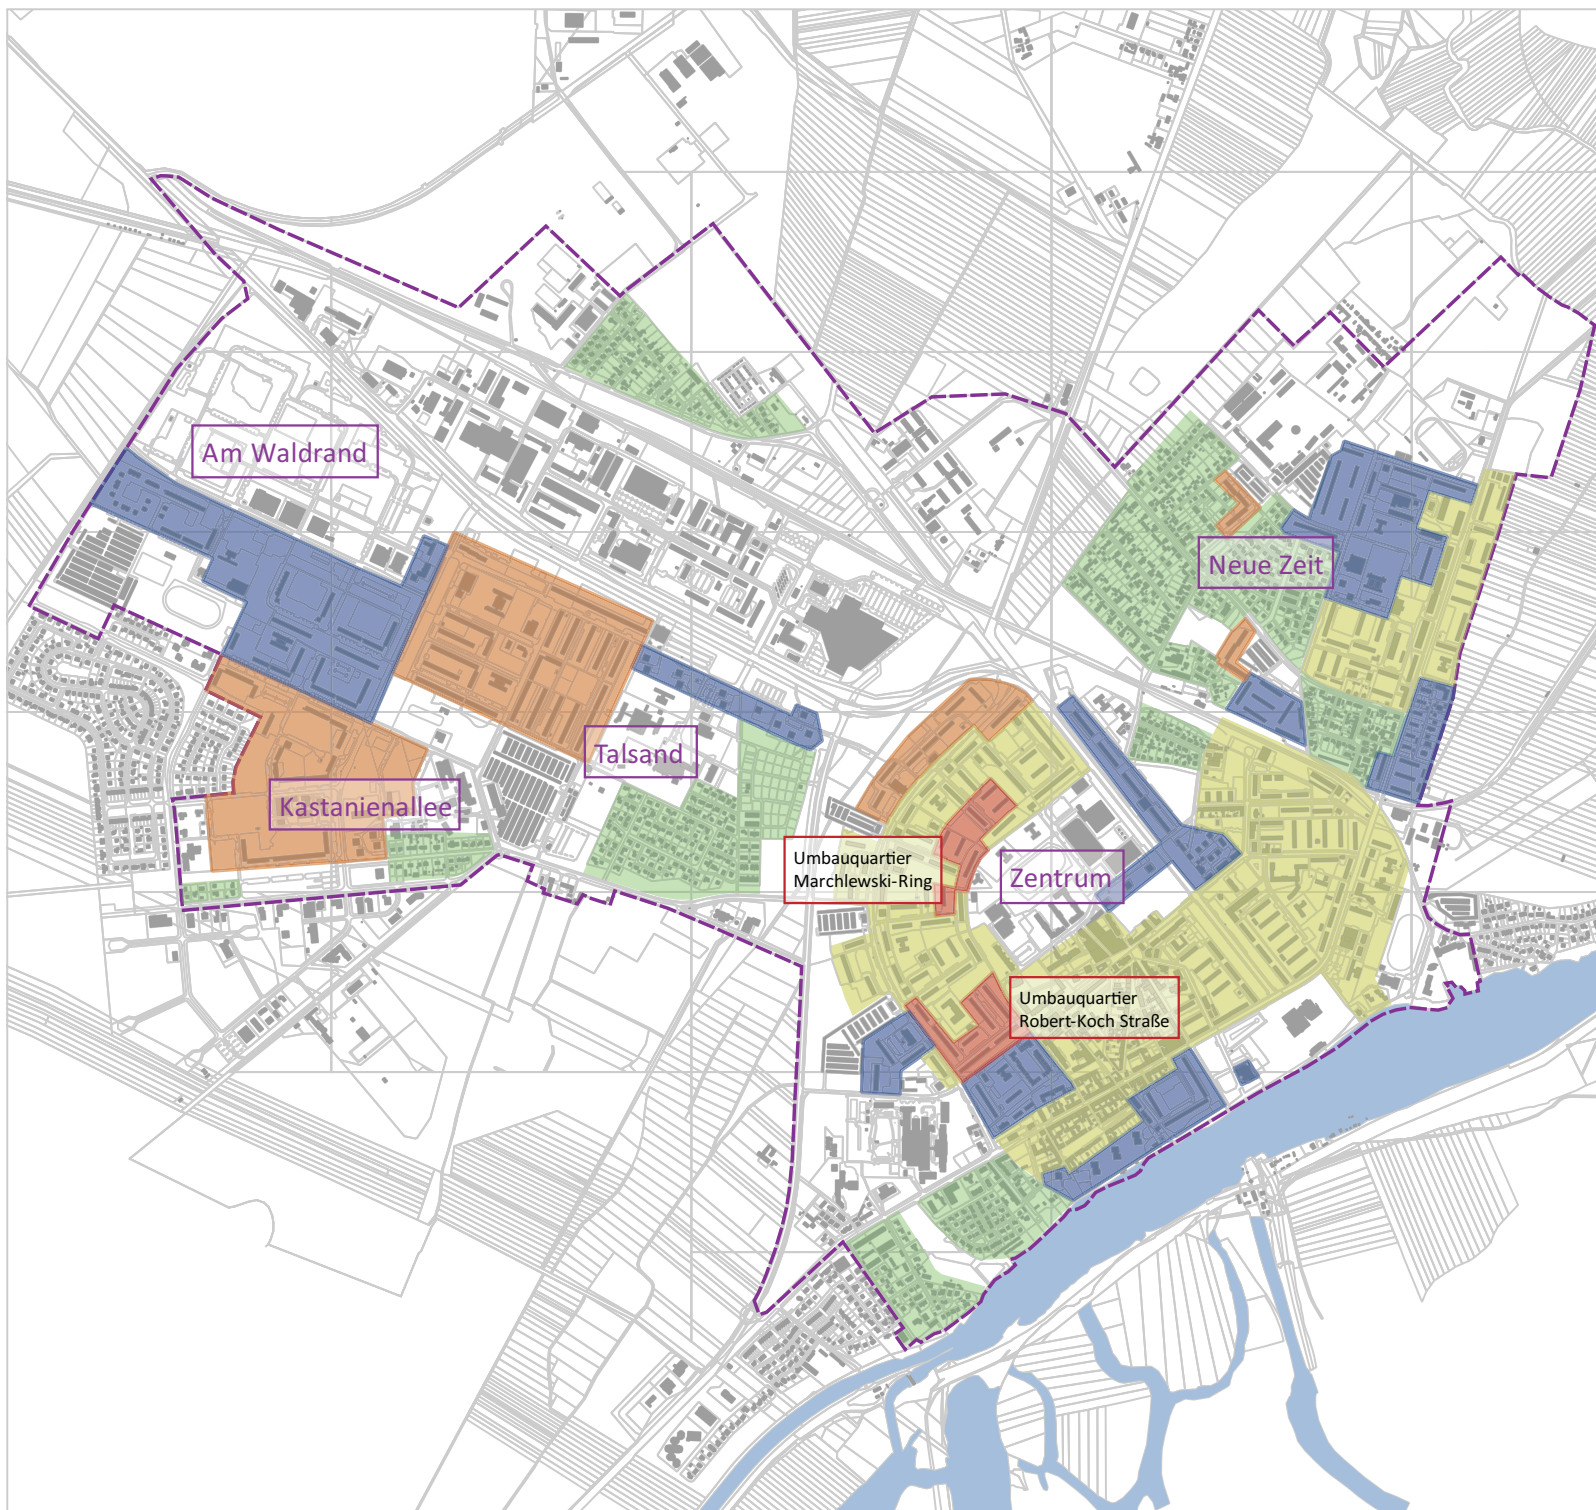 Am Waldrand
Neue Zeit
Talsand
Kastanienallee
Umbauquartier
Marchlewski-Ring
Zentrum
Umbauquartier
Robert-Koch Straße